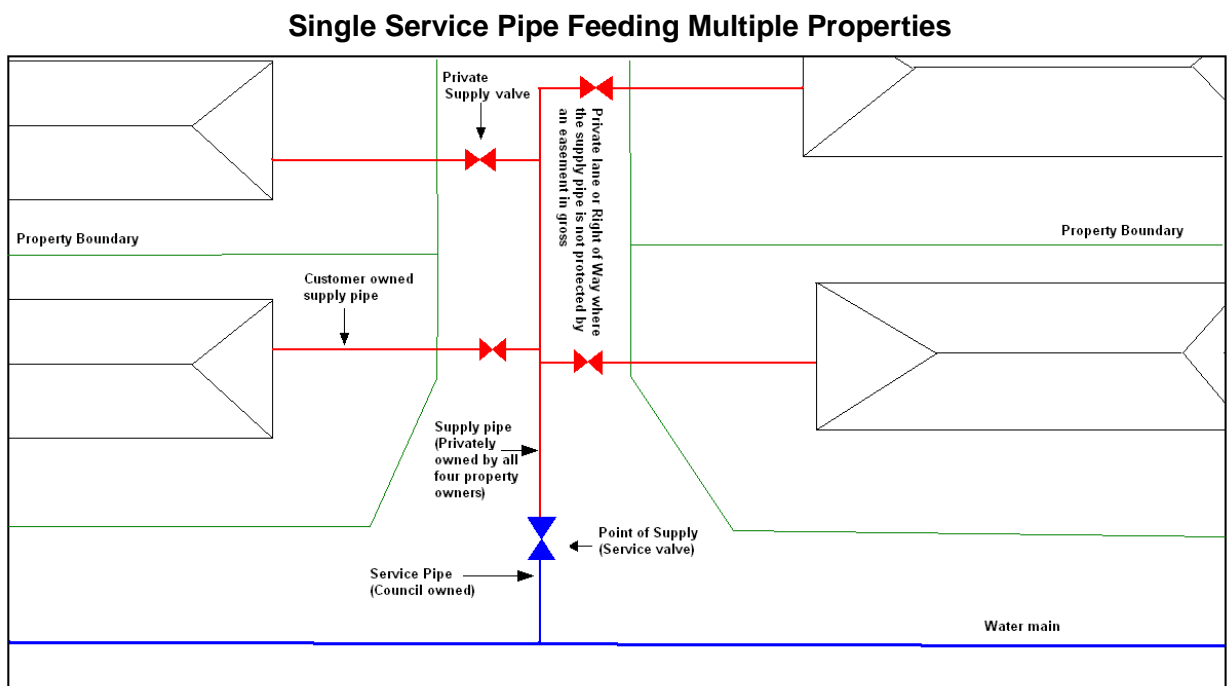 Single Service Pipe Feeding Multiple Properties
Private
Supply valve
Private lane or Right of Way where
the supply pipe is not protected by
an easement in gross
Property Boundary
Property Boundary
Customer owned
supply pipe
Supply pipe
(Privately
owned by all
four property
owners)
Point of Supply
(Service valve)
Service Pipe
(Council owned)
Water main